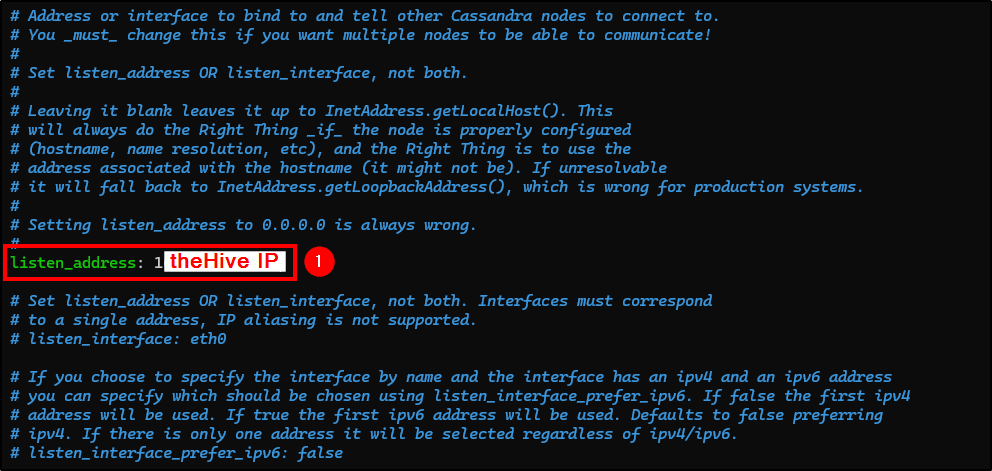 # Address or interface to bind to and tell other Cassandra nodes to connect to.
# You _must_ change this if you want multiple nodes to be able to communicate!
#
# Set listen_address OR listen_interface, not both.
#
# Leaving it blank leaves it up to InetAddress.getLocalHost(). This
# will always do the Right Thing _if_ the node is properly configured
# (hostname, name resolution, etc), and the Right Thing is to use the
# address associated with the hostname (it might not be). If unresolvable
# it will fall back to InetAddress.getLoopbackAddress(), which is wrong for production systems.
#
# Setting listen_address to 0.0.0.0 is always wrong.
#
listen_address: 1 theHive IP 1
# Set listen_address OR listen_interface, not both. Interfaces must correspond
# to a single address, IP aliasing is not supported.
# listen_interface: eth0
# If you choose to specify the interface by name and the interface has an ipv4 and an ipv6 address
# you can specify which should be chosen using listen_interface_prefer_ipv6. If false the first ipv4
# address will be used. If true the first ipv6 address will be used. Defaults to false preferring
# ipv4. If there is only one address it will be selected regardless of ipv4/ipv6.
# listen_interface_prefer_ipv6: false